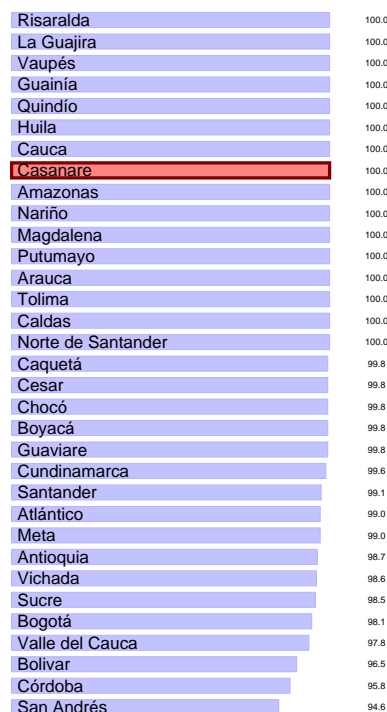 Risaralda 100.0
La Guajira 100.0
Vaupés 100.0
Guainía 100.0
Quindío 100.0
Huila 100.0
Cauca 100.0
Casanare 100.0
Amazonas 100.0
Nariño 100.0
Magdalena 100.0
Putumayo 100.0
Arauca 100.0
Tolima 100.0
Caldas 100.0
Norte de Santander 100.0
Caquetá 99.8
Cesar 99.8
Chocó 99.8
Boyacá 99.8
Guaviare 99.8
Cundinamarca 99.6
Santander 99.1
Atlántico 99.0
Meta 99.0
Antioquia 98.7
Vichada 98.6
Sucre 98.5
Bogotá 98.1
Valle del Cauca 97.8
Bolivar 96.5
Córdoba 95.8
San Andrés 94.6